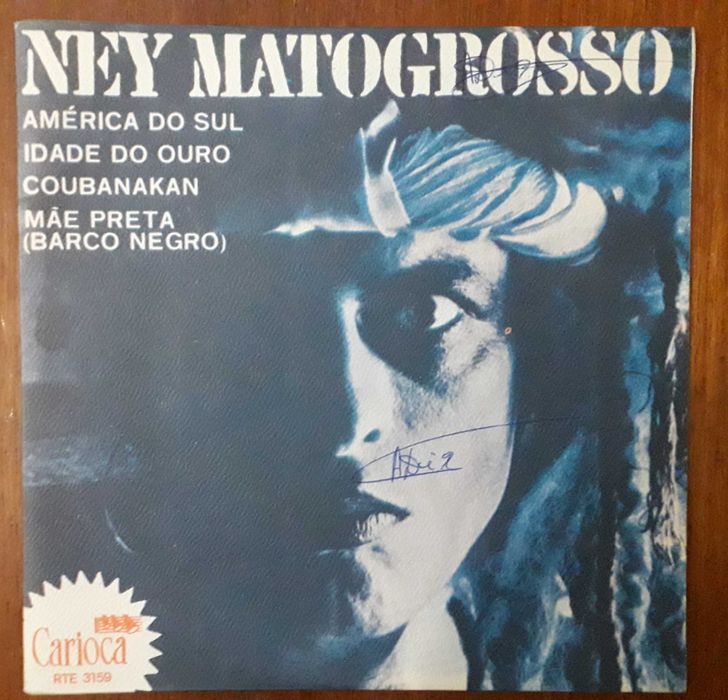 NEY MATOGROSSO
AMÉRICA DO SUL
IDADE DO OURO
COUBANAKAN
MÃE PRETA
(BARCO NEGRO)
Carioca
RTE 3159